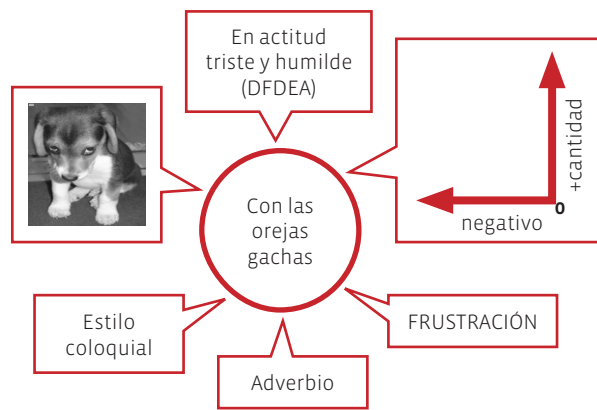 En actitud
triste y humilde
(DFDEA)
+cantidad
0
negativo
Con las
orejas
gachas
Estilo
coloquial
FRUSTRACIÓN
Adverbio